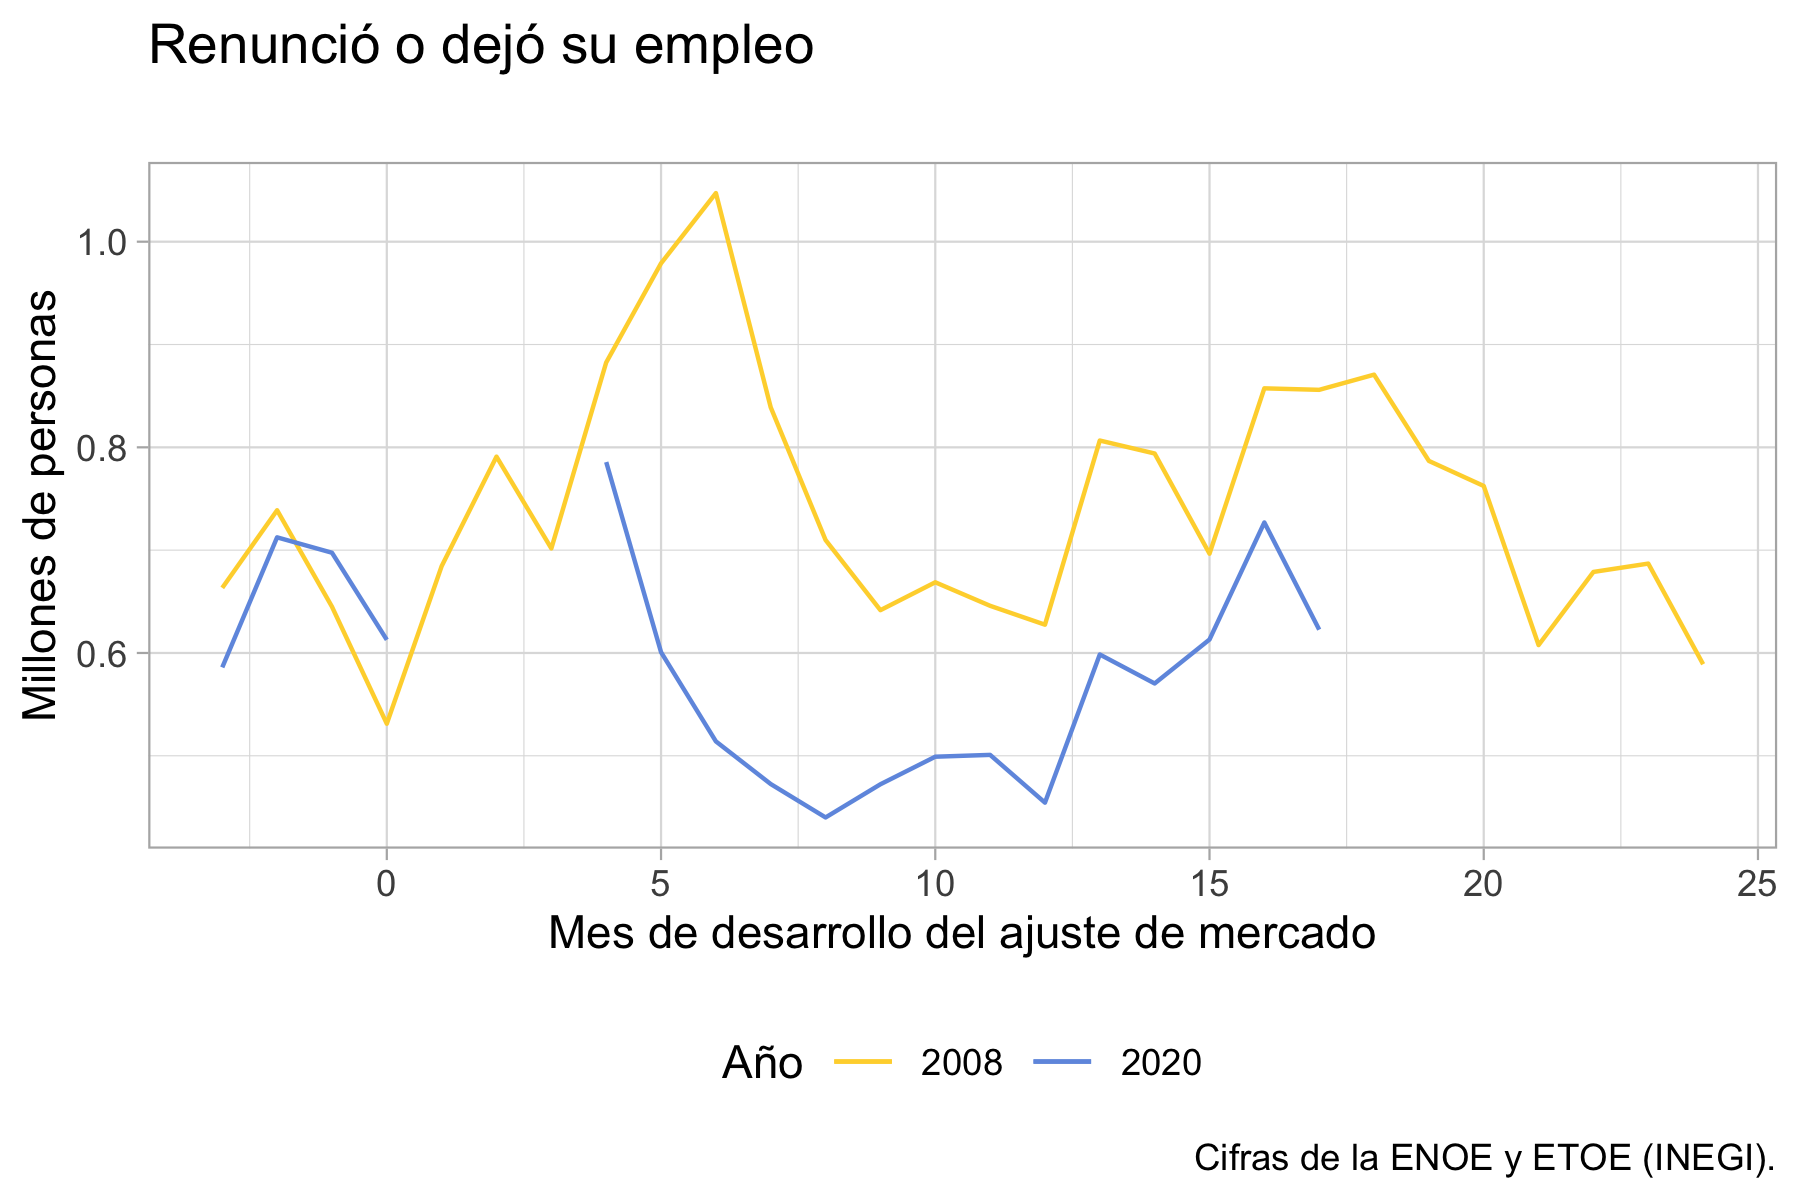 Renunció o dejó su empleo
Millones de personas
1.0
0.8
0.6
0 5 10 15 20 25
Mes de desarrollo del ajuste de mercado
Año 2008 2020
Cifras de la ENOE y ETOE (INEGI).